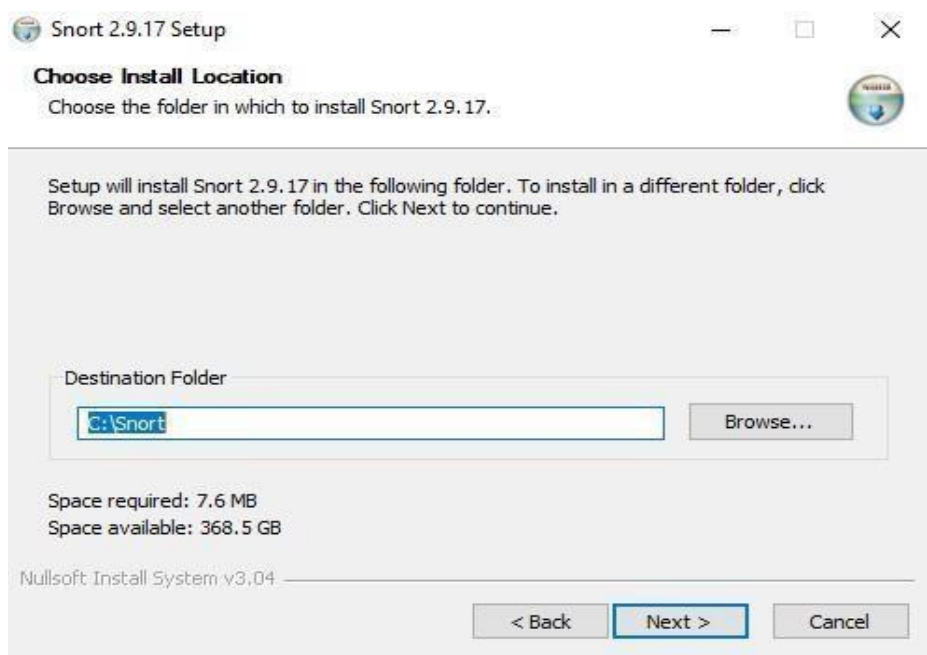 Snort 2.9.17 Setup
Choose Install Location
Choose the folder in which to install Snort 2.9.17.
Setup will install Snort 2.9.17 in the following folder. To install in a different folder, click
Browse and select another folder. Click Next to continue.
Destination Folder
C:\Snort
Browse...
Space required: 7.6 MB
Space available: 368.5 GB
Nullsoft Install System v3.04
< Back
Next >
Cancel